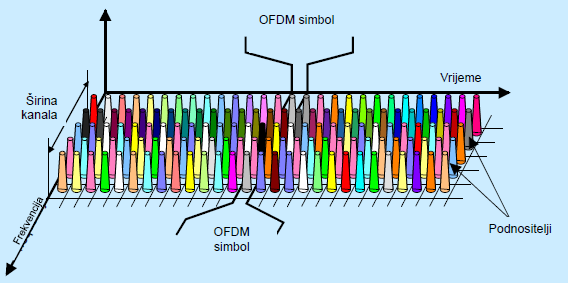 OFDM simbol
Vrijeme
Širina
kanala
Frekvencija
Podnositelji
OFDM
simbol